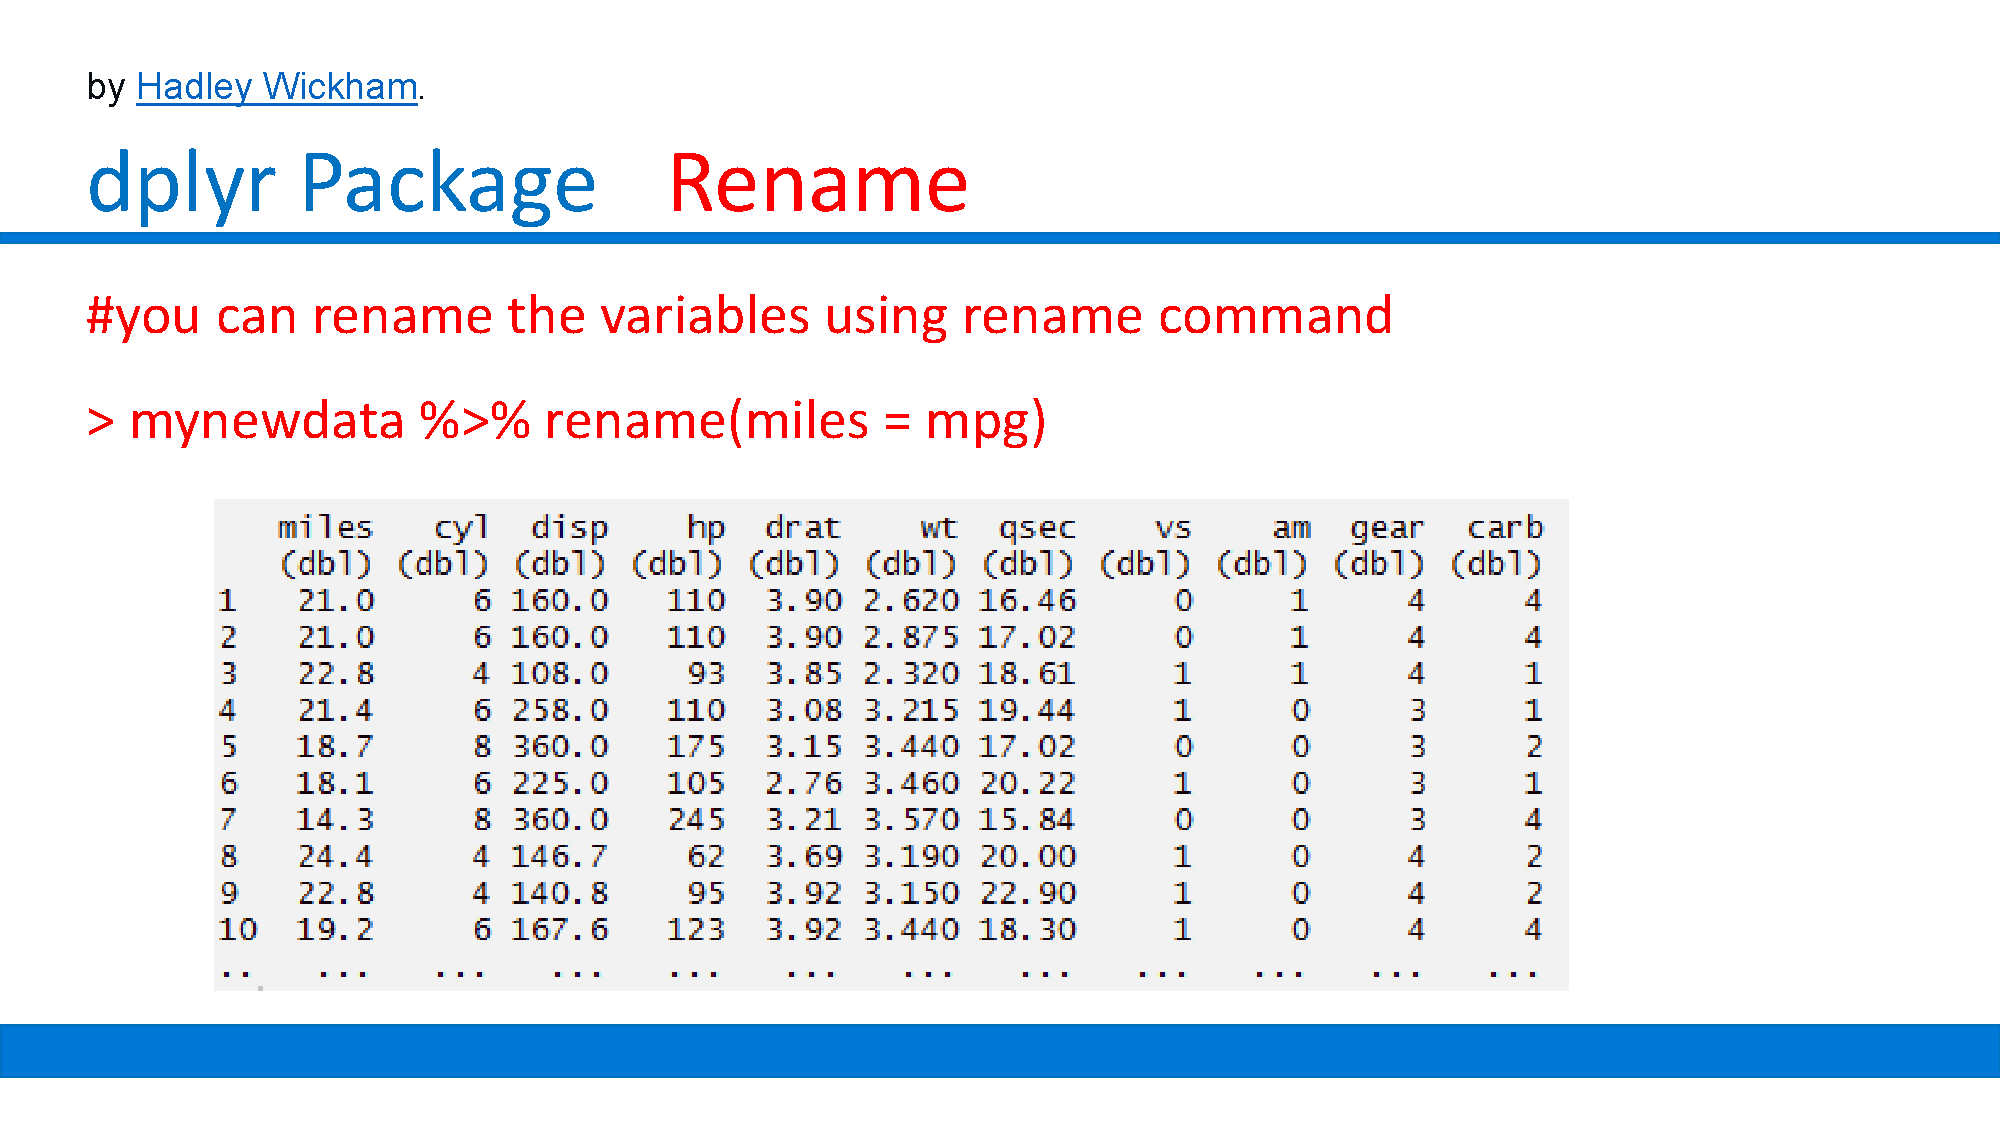 by Hadley Wickham.
dplyr Package Rename
#you can rename the variables using rename command
> mynewdata %>% rename(miles = mpg)
miles cyl disp hp drat wt qsec vs am gear carb
(dbl) (dbl) (dbl) (dbl) (dbl) (dbl) (dbl) (dbl) (dbl) (dbl) (dbl)
1 21.0 6 160.0 110 3.90 2.620 16.46 0 1 4 4
2 21.0 6 160.0 110 3.90 2.875 17.02 0 1 4 4
3 22.8 4 108.0 93 3.85 2.320 18.61 1 1 4 1
4 21.4 6 258.0 110 3.08 3.215 19.44 1 0 3 1
5 18.7 8 360.0 175 3.15 3.440 17.02 0 0 3 2
6 18.1 6 225.0 105 2.76 3.460 20.22 1 0 3 1
7 14.3 8 360.0 245 3.21 3.570 15.84 0 0 3 4
8 24.4 4 146.7 62 3.69 3.190 20.00 1 0 4 2
9 22.8 4 140.8 95 3.92 3.150 22.90 1 0 4 2
10 19.2 6 167.6 123 3.92 3.440 18.30 1 0 4 4
.. ... ... ... ... ... ... ... ... ... ... ...